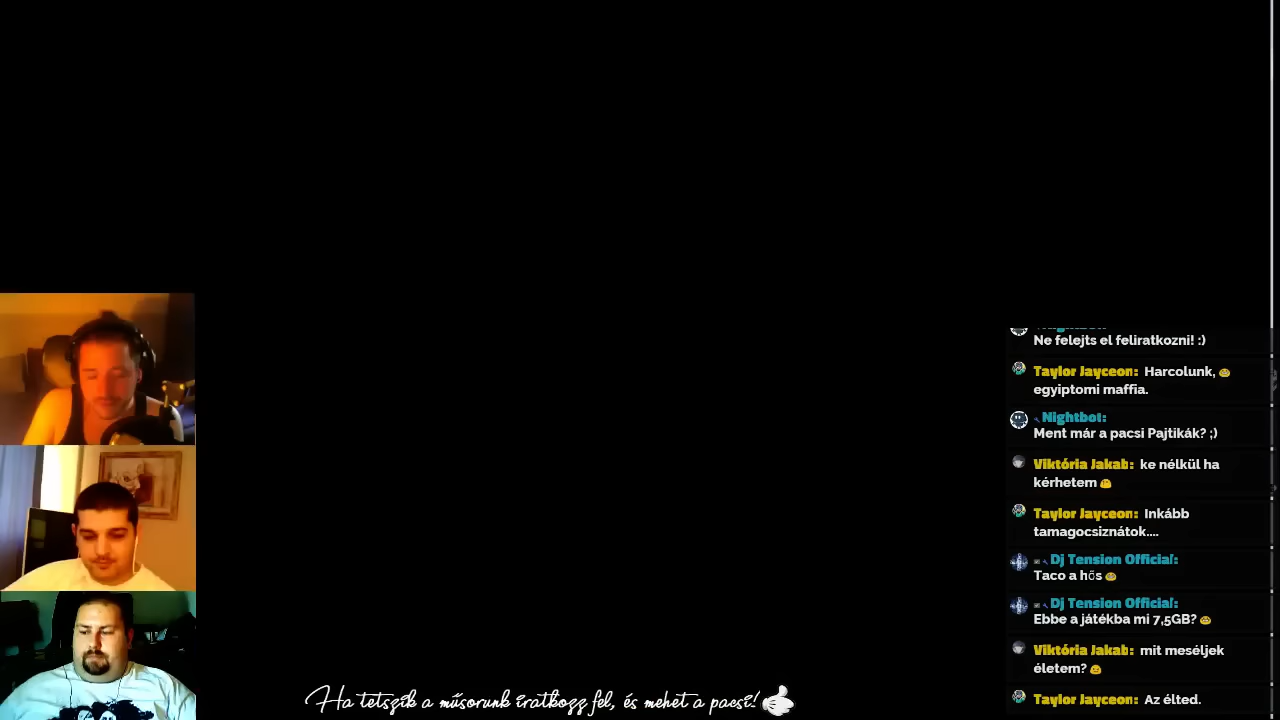 Nightbot:
Ne felejts el feliratkozni! :)
Taylor Jayceon: Harcolunk,
egyiptomi maffia.
Nightbot:
Ment már a pacsi Pajtikák? ;)
Viktória Jakab: ke nélkül ha
kérhetem
Taylor Jayceon: Inkább
tamagocsiznátok....
Dj Tension Official:
Taco a hős
Dj Tension Official:
Ebbe a játékba mi 7,5GB?
Viktória Jakab: mit meséljek
életem?
Taylor Jayceon: Az élted.
Ha tetszik a műsorunk íratkozz fel, és mehet a pacsi!